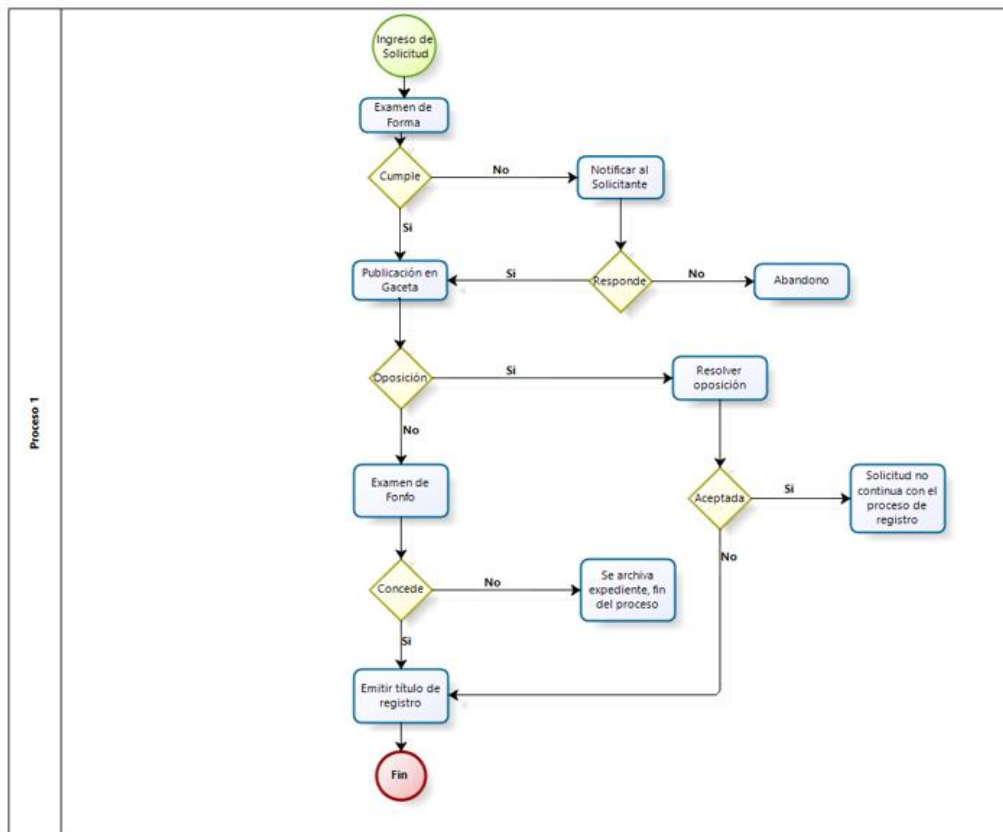 Proceso 1
Ingreso de
Solicitud
Examen de
Forma
Cumple
No
Notificar al
Solicitante
Si
Publicación en
Gaceta
Si
Responde
No
Abandono
Oposición
Si
Resolver
oposición
No
Examen de
Fonfo
Aceptada
Si
Solicitud no
continua con el
proceso de
registro
No
Concede
No
Se archiva
expediente, fin
del proceso
Si
Emitir título de
registro
Fin